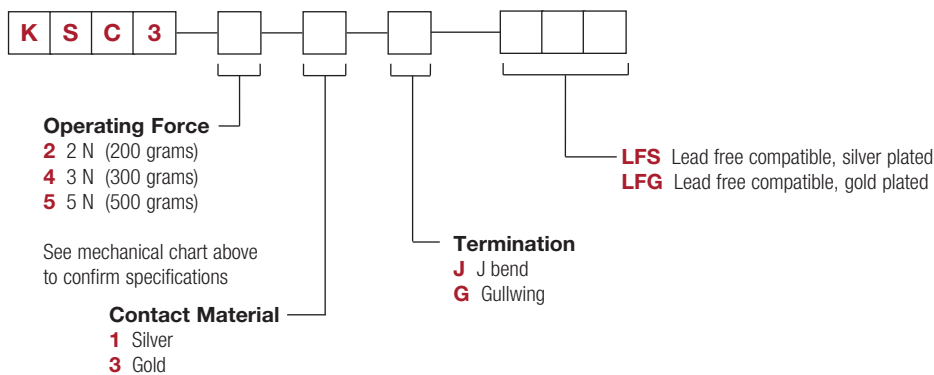 K S C 3
Operating Force
2 2 N (200 grams)
4 3 N (300 grams)
5 5 N (500 grams)
See mechanical chart above
to confirm specifications
Contact Material
1 Silver
3 Gold
Termination
J J bend
G Gullwing
LFS Lead free compatible, silver plated
LFG Lead free compatible, gold plated